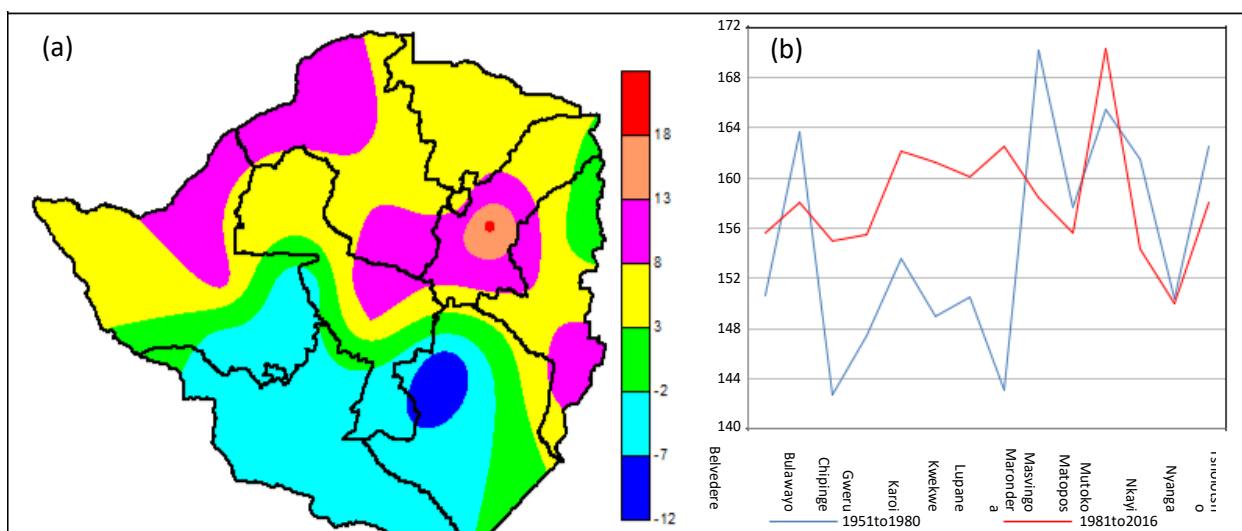 (a)
18
13
8
3
-2
-7
-12
(b)
172
168
164
160
156
152
148
144
140
Belvedere
Bulawayo
Chipinge
Gweru
Karoi
Kwekwe
Lupane
Maronder
a
Masvingo
Matopos
Mutoko
Nkayi
Nyanga
o
1951to1980
1981to2016